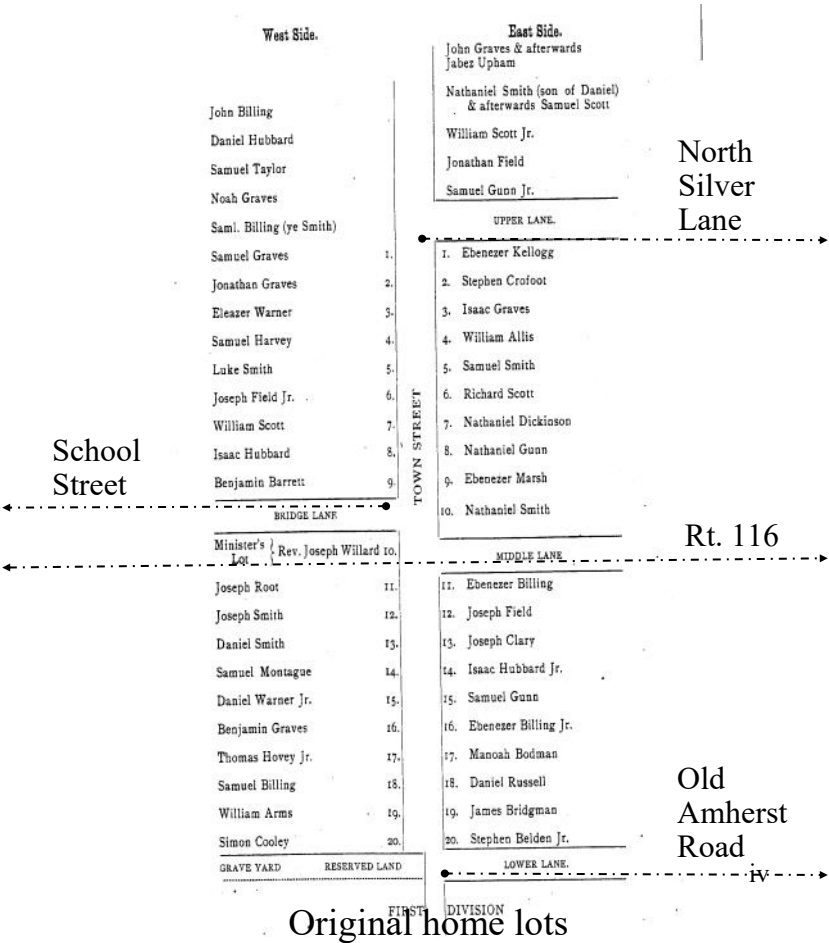 West Side.
John Billing
Daniel Hubbard
Samuel Taylor
Noah Graves
Saml. Billing (ye Smith)
Samuel Graves 1.
Jonathan Graves 2.
Eleazer Warner 3.
Samuel Harvey 4.
Luke Smith 5.
Joseph Field Jr. 6.
William Scott 7.
Isaac Hubbard 8.
Benjamin Barrett 9.
School
Street
BRIDGE LANE
Minister's
Lot
Rev. Joseph Willard 10.
Joseph Root 11.
Joseph Smith 12.
Daniel Smith 13.
Samuel Montague 14.
Daniel Warner Jr. 15.
Benjamin Graves 16.
Thomas Hovey Jr. 17.
Samuel Billing 18.
William Arms 19.
Simon Cooley 20.
GRAVE YARD RESERVED LAND
TOWN STREET
East Side.
John Graves & afterwards
Jabez Upham
Nathaniel Smith (son of Daniel)
& afterwards Samuel Scott
William Scott Jr.
Jonathan Field
Samuel Gunn Jr.
North
Silver
Lane
UPPER LANE.
1. Ebenezer Kellogg
2. Stephen Crofoot
3. Isaac Graves
4. William Allis
5. Samuel Smith
6. Richard Scott
7. Nathaniel Dickinson
8. Nathaniel Gunn
9. Ebenezer Marsh
10. Nathaniel Smith
Rt. 116
MIDDLE LANE
11. Ebenezer Billing
12. Joseph Field
13. Joseph Clary
14. Isaac Hubbard Jr.
15. Samuel Gunn
16. Ebenezer Billing Jr.
17. Manoah Bodman
18. Daniel Russell
19. James Bridgman
20. Stephen Belden Jr.
Old
Amherst
Road
LOWER LANE.
iv
FIRST DIVISION
Original home lots